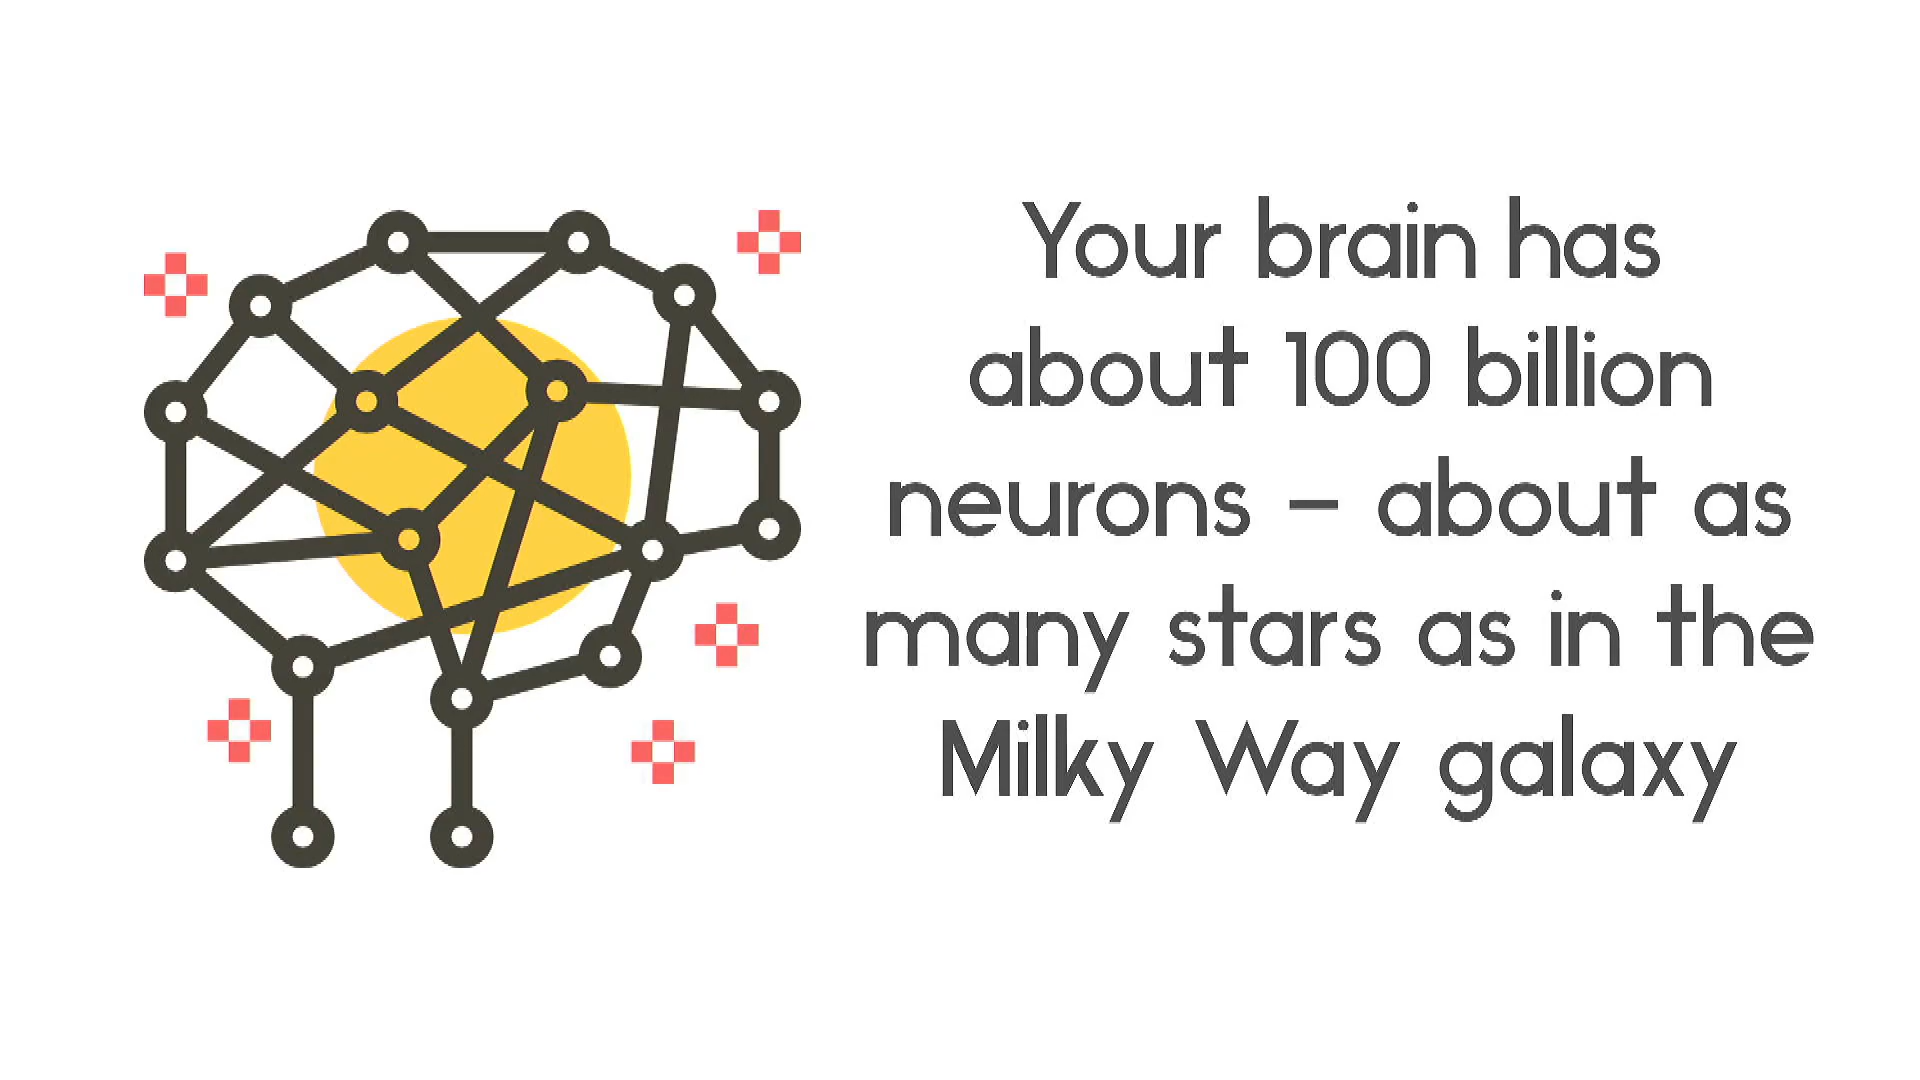 Your brain has
about 100 billion
neurons – about as
many stars as in the
Milky Way galaxy